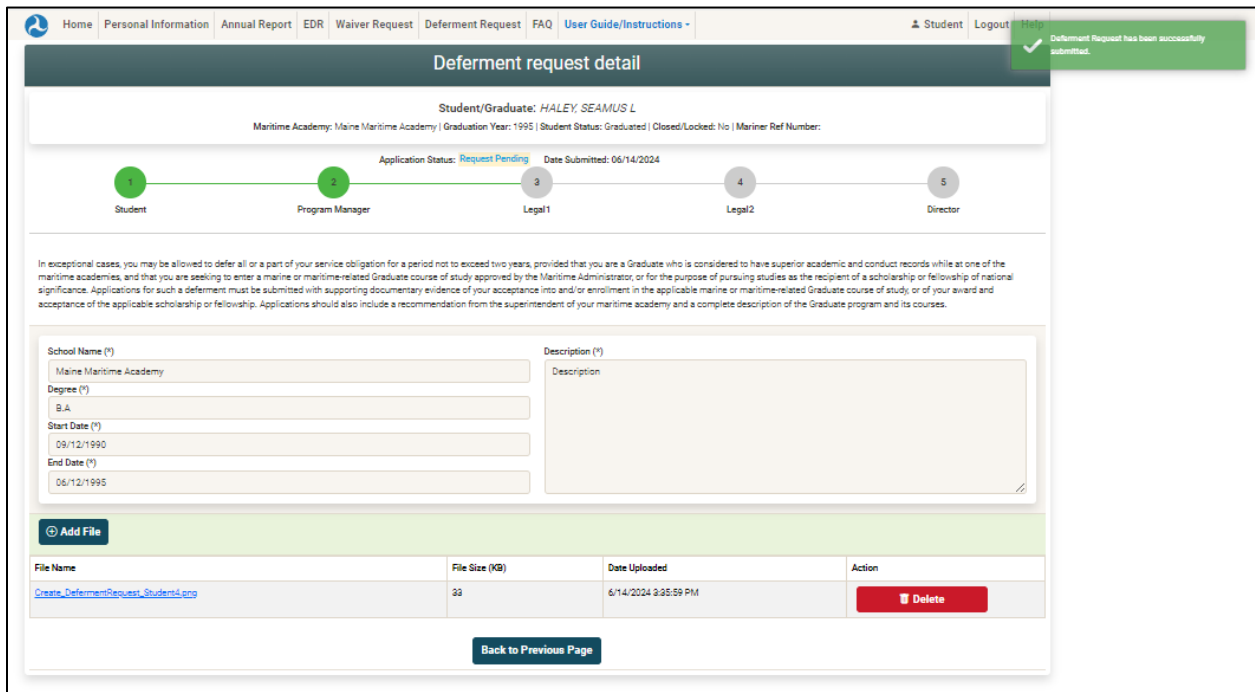 Home Personal Information Annual Report EDR Waiver Request Deferment Request FAQ User Guide/Instructions Student Logout Help
Deferment Request has been successfully
submitted.
Deferment request detail
Student/Graduate: HALEY, SEAMUS L
Maritime Academy: Maine Maritime Academy | Graduation Year: 1995 | Student Status: Graduated | Closed/Locked: No | Mariner Ref Number:
Application Status: Request Pending Date Submitted: 06/14/2024
1 2 3 4 5
Student Program Manager Legal1 Legal2 Director
In exceptional cases, you may be allowed to defer all or a part of your service obligation for a period not to exceed two years, provided that you are a Graduate who is considered to have superior academic and conduct records while at one of the
maritime academies, and that you are seeking to enter a marine or maritime-related Graduate course of study approved by the Maritime Administrator, or for the purpose of pursuing studies as the recipient of a scholarship or fellowship of national
significance. Applications for such a deferment must be submitted with supporting documentary evidence of your acceptance into and/or enrollment in the applicable marine or maritime-related Graduate course of study, or of your award and
acceptance of the applicable scholarship or fellowship. Applications should also include a recommendation from the superintendent of your maritime academy and a complete description of the Graduate program and its courses.
School Name (*) Description (*)
Maine Maritime Academy Description
Degree (*)
B.A
Start Date (*)
09/12/1990
End Date (*)
06/12/1995
Add File
File Name File Size (KB) Date Uploaded Action
Create_DefermentRequest_Student4.png 33 6/14/2024 3:35:59 PM Delete
Back to Previous Page